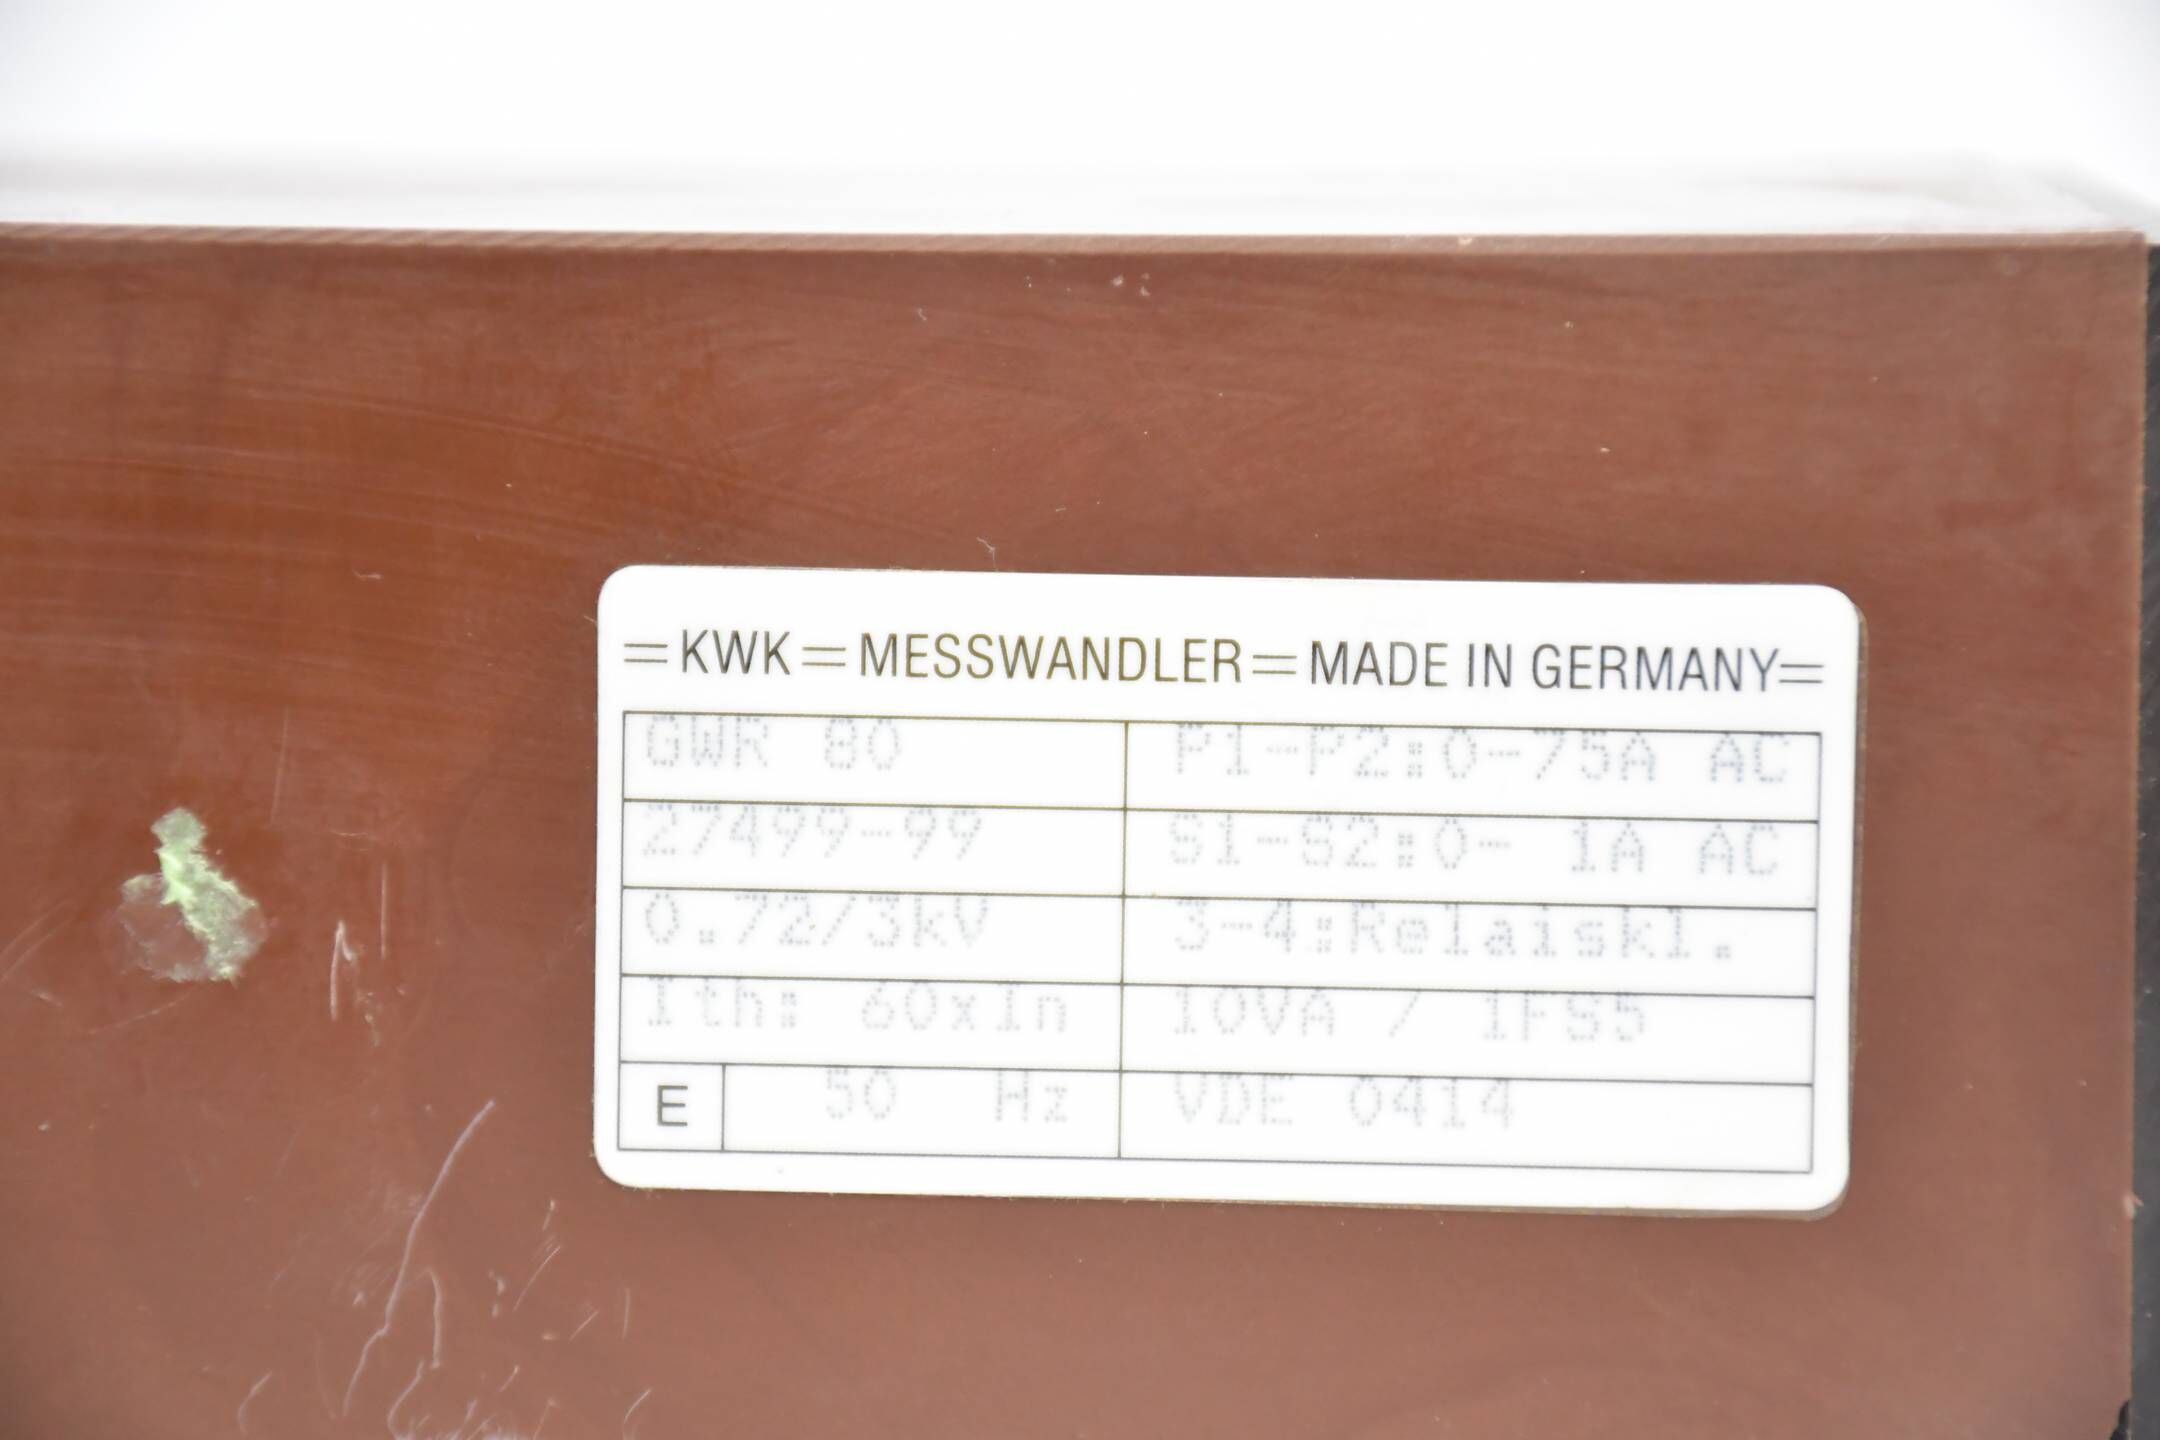 =KWK=MESSWANDLER=MADE IN GERMANY=
GWR 80 P1-P2:0-75A AC
27499-99 S1-S2:0- 1A AC
0.72/3kV 3-4:Relaiskl.
Ith: 60xIn 10VA / 1FS5
E 50 Hz VDE 0414